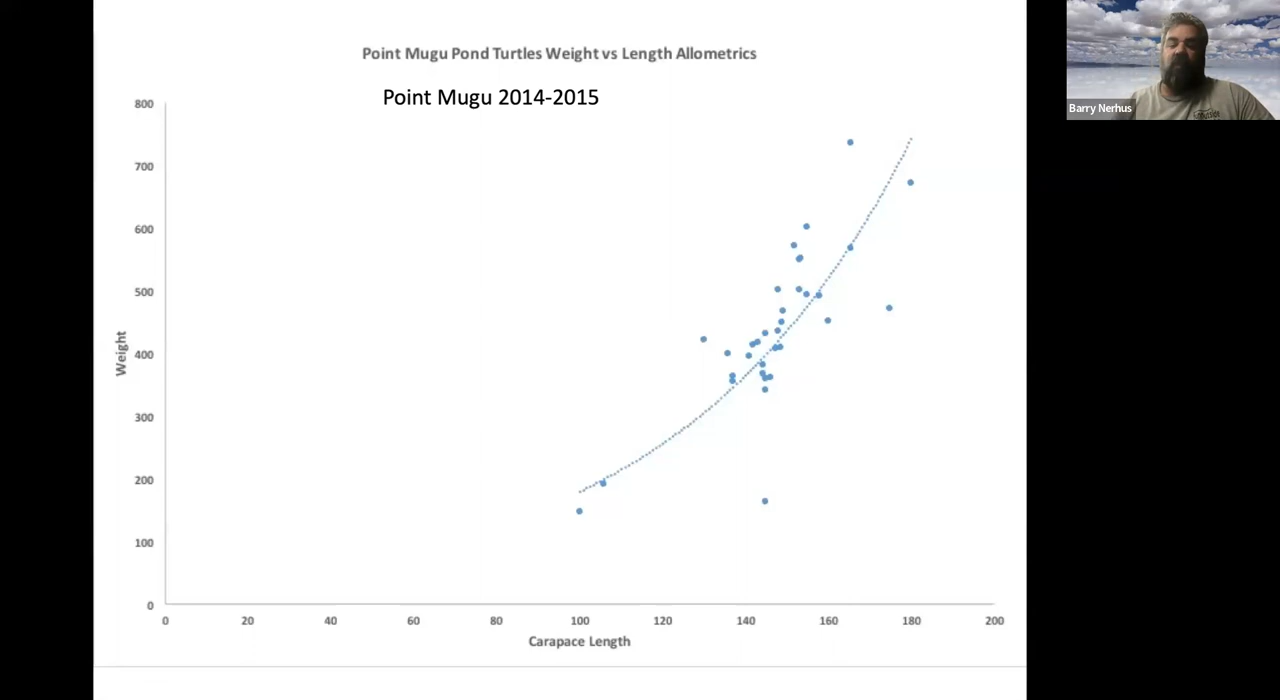 Point Mugu Pond Turtles Weight vs Length Allometrics
Point Mugu 2014-2015
800
700
600
500
400
300
200
100
0
Weight
0 20 40 60 80 100 120 140 160 180 200
Carapace Length
Barry Nerhus